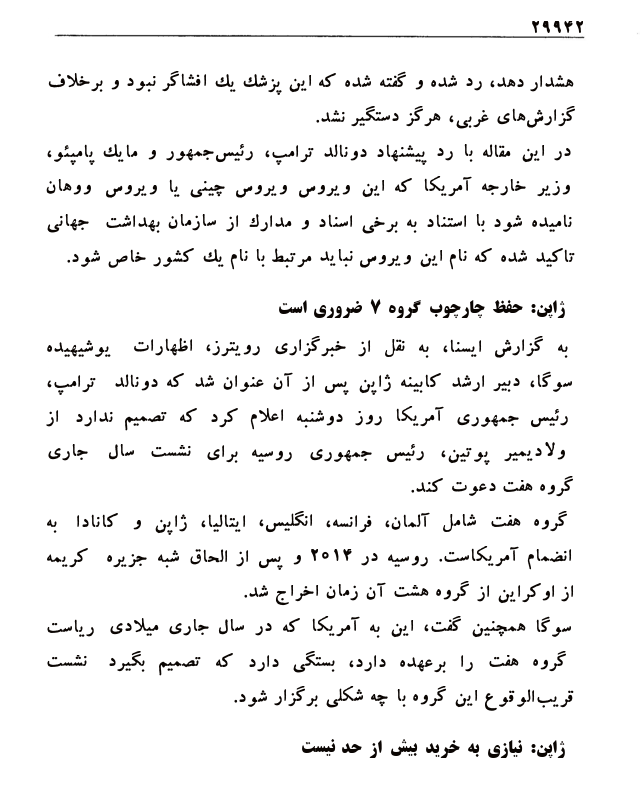 ۲۹۹۴۲
هشدار دهد، رد شده و گفته شده که این پزشك یك افشاگر نبود و برخلاف
گزارش‌های غربی، هرگز دستگیر نشد.
در این مقاله با رد پیشنهاد دونالد ترامپ، رئیس‌جمهور و مایك پامپئو،
وزیر خارجه آمریکا که این ویروس ویروس چینی یا ویروس ووهان
نامیده شود با استناد به برخی اسناد و مدارك از سازمان بهداشت جهانی
تاکید شده که نام این ویروس نباید مرتبط با نام یك کشور خاص شود.
ژاپن: حفظ چارچوب گروه ۷ ضروری است
به گزارش ایسنا، به نقل از خبرگزاری رویترز، اظهارات یوشیهیده
سوگا، دبیر ارشد کابینه ژاپن پس از آن عنوان شد که دونالد ترامپ،
رئیس جمهوری آمریکا روز دوشنبه اعلام کرد که تصمیم ندارد از
ولادیمیر پوتین، رئیس جمهوری روسیه برای نشست سال جاری
گروه هفت دعوت کند.
گروه هفت شامل آلمان، فرانسه، انگلیس، ایتالیا، ژاپن و کانادا به
انضمام آمریکاست. روسیه در ۲۰۱۴ و پس از الحاق شبه جزیره کریمه
از اوکراین از گروه هشت آن زمان اخراج شد.
سوگا همچنین گفت، این به آمریکا که در سال جاری میلادی ریاست
گروه هفت را برعهده دارد، بستگی دارد که تصمیم بگیرد نشست
قریب‌الوقوع این گروه با چه شکلی برگزار شود.
ژاپن: نیازی به خرید بیش از حد نیست